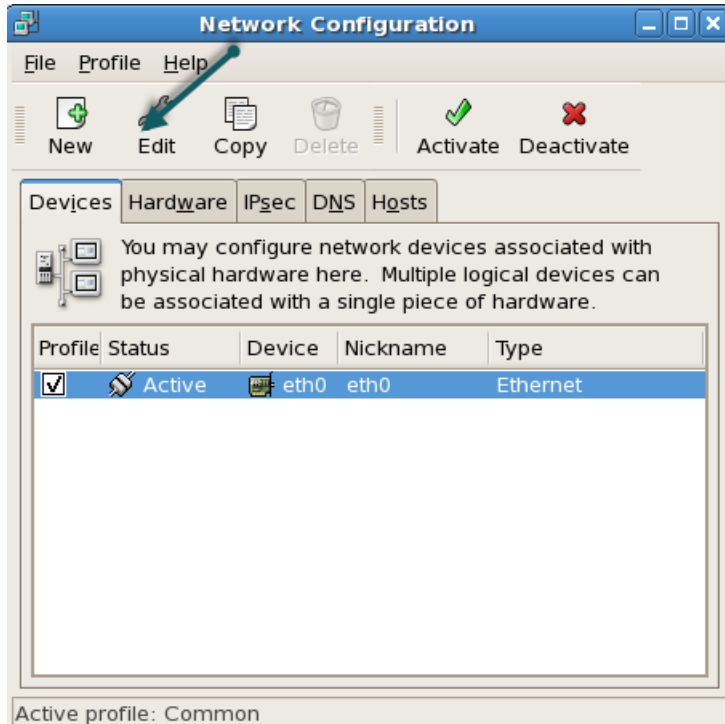 Network Configuration
File Profile Help
New Edit Copy Delete Activate Deactivate
Devices Hardware IPsec DNS Hosts
You may configure network devices associated with
physical hardware here. Multiple logical devices can
be associated with a single piece of hardware.
Profile Status Device Nickname Type
Active eth0 eth0 Ethernet
Active profile: Common